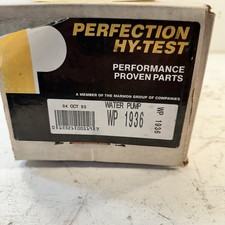 PERFECTION
HY-TEST
PERFORMANCE
PROVEN PARTS
A MEMBER OF THE MARMON GROUP OF COMPANIES
04 OCT 93
WATER PUMP
WP 1936
WP 1936